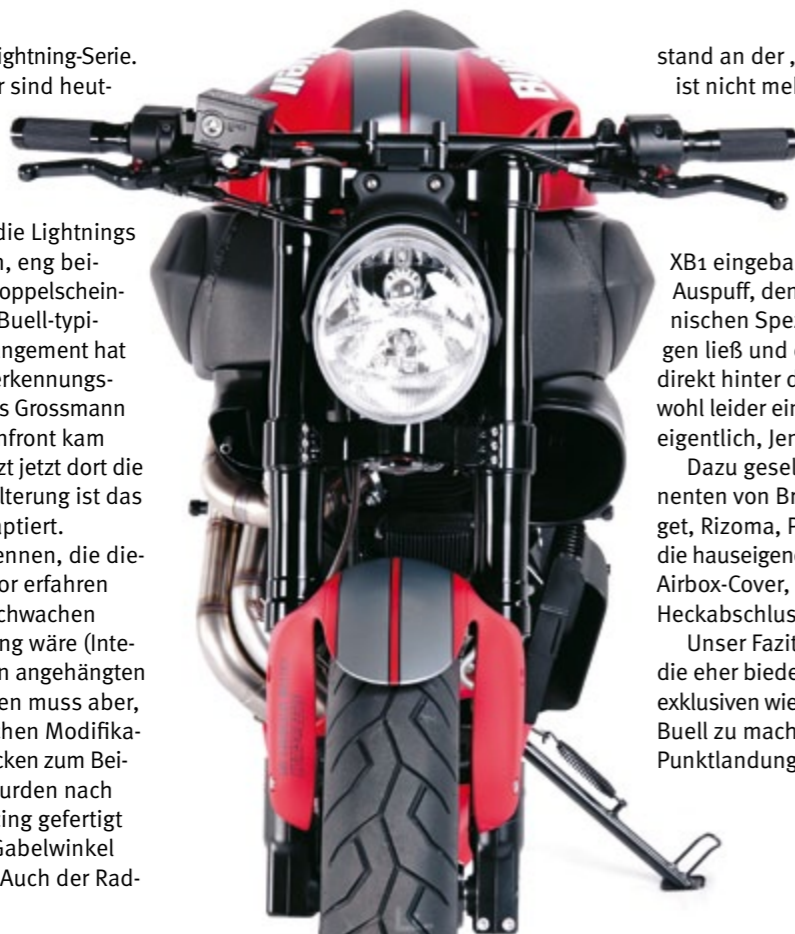 ightning-Serie.
r sind heut-
die Lightnings
n, eng bei-
oppelschein-
Buell-typi-
ngement hat
erkennungs-
s Grossmann
nfront kam
zt jetzt dort die
lterung ist das
aptiert.
ennen, die die-
or erfahren
chwachen
ng wäre (Inte-
n angehängten
en muss aber,
chen Modifika-
cken zum Bei-
urden nach
ing gefertigt
Gabelwinkel
Auch der Rad-
stand an der „
ist nicht meh
XB1 eingeba
Auspuff, den
nischen Spez
gen ließ und
direkt hinter d
wohl leider ein
eigentlich, Jen
Dazu gesel
nenten von Br
get, Rizoma, P
die hauseigene
Airbox-Cover,
Heckabschlus
Unser Fazit
die eher biede
exklusiven wie
Buell zu mach
Punktlandung